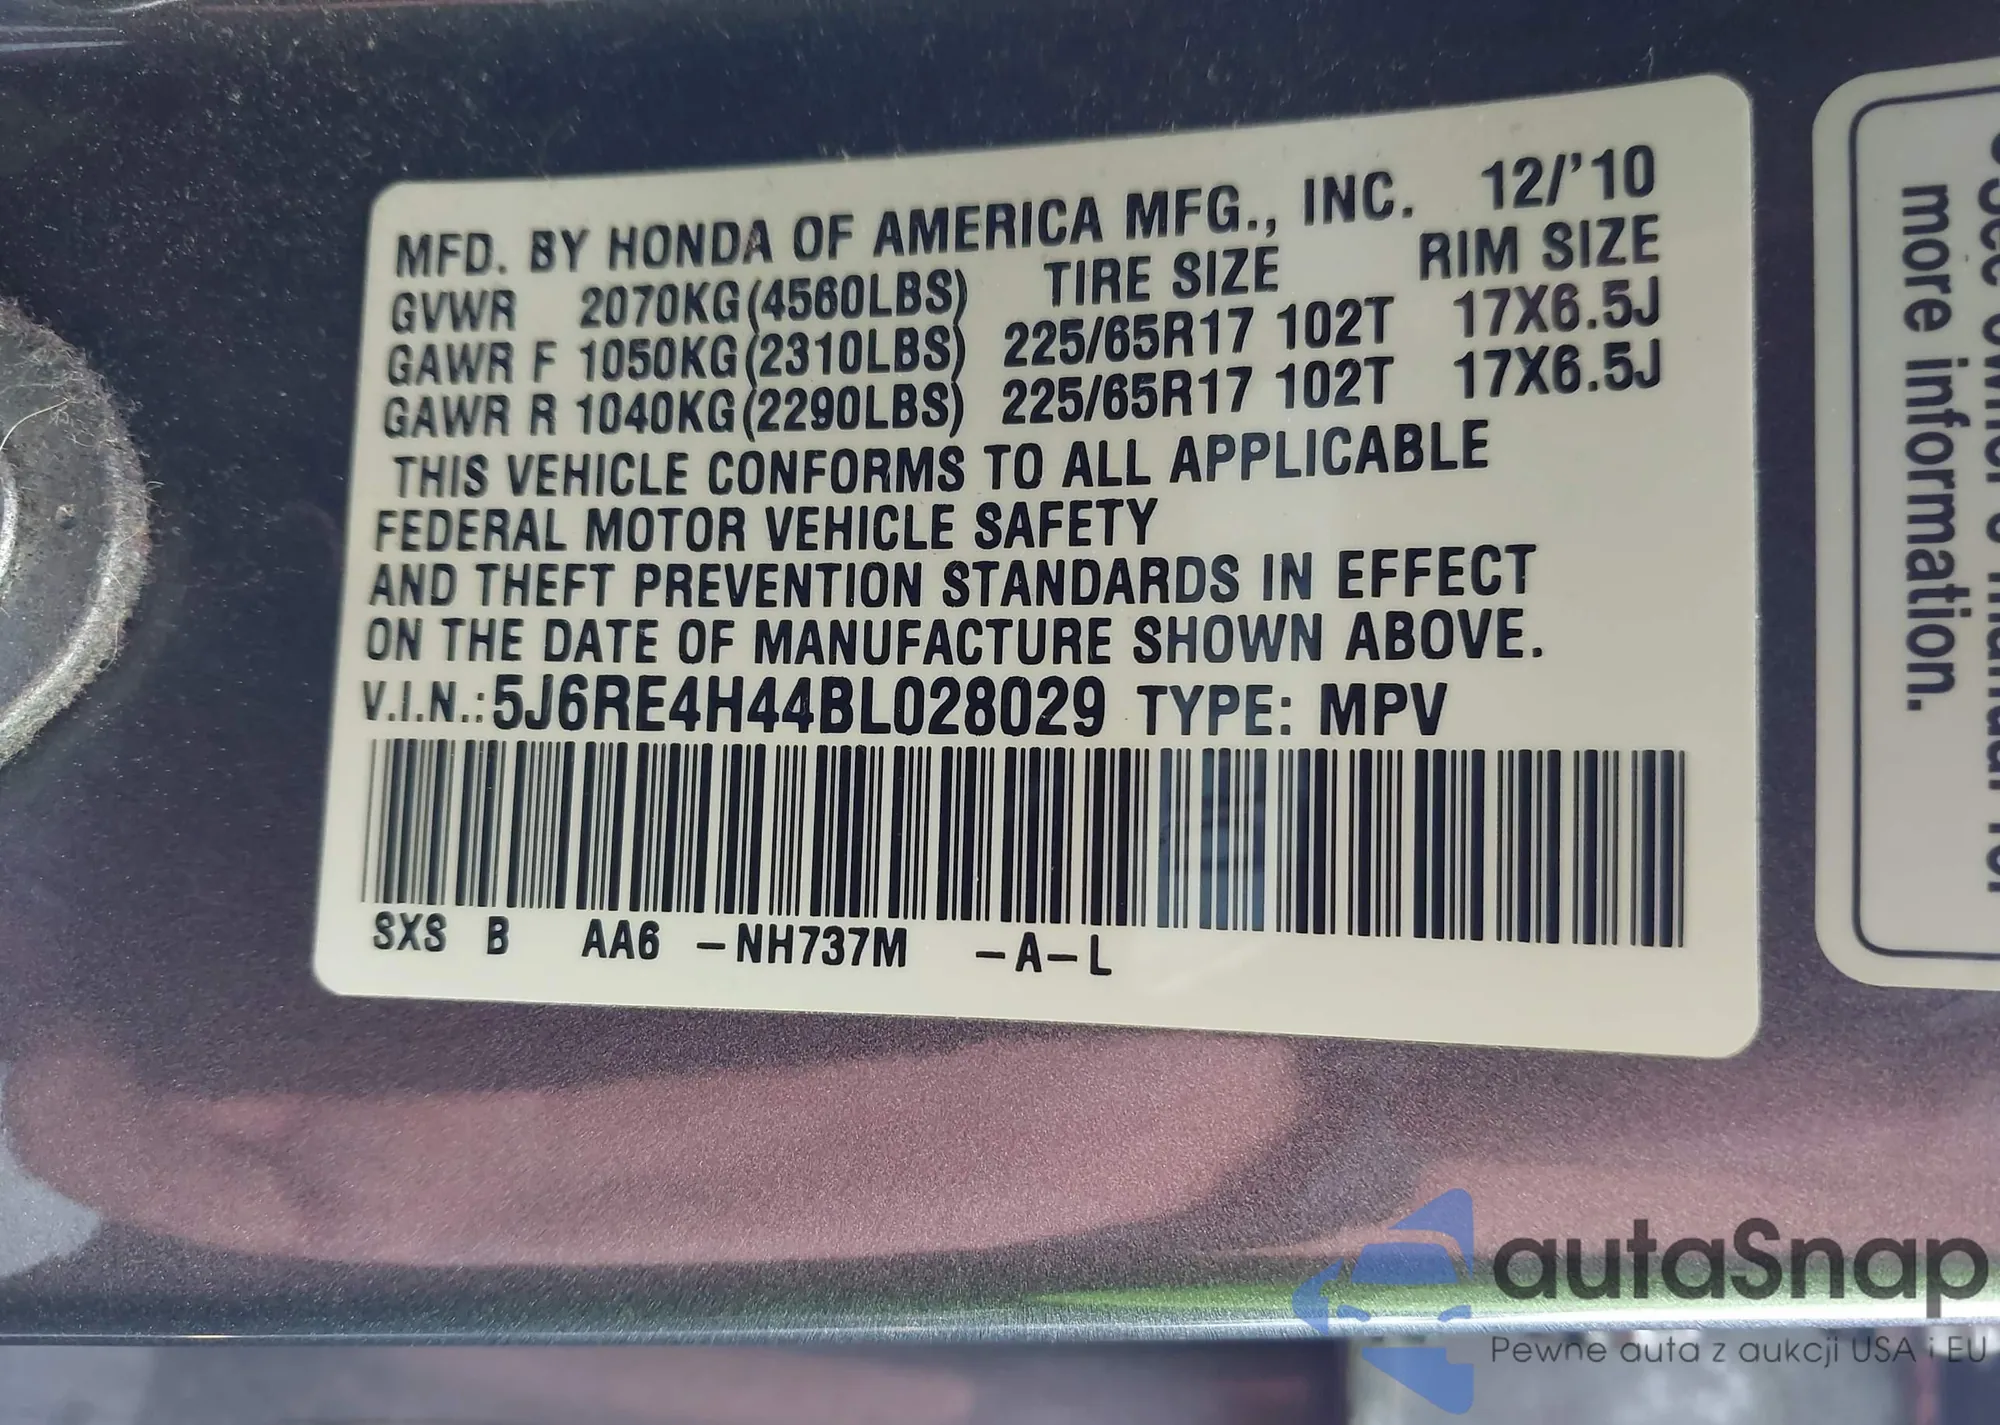 MFD. BY HONDA OF AMERICA MFG., INC. 12/'10
GVWR 2070KG(4560LBS) TIRE SIZE RIM SIZE
GAWR F 1050KG(2310LBS) 225/65R17 102T 17X6.5J
GAWR R 1040KG(2290LBS) 225/65R17 102T 17X6.5J
THIS VEHICLE CONFORMS TO ALL APPLICABLE
FEDERAL MOTOR VEHICLE SAFETY
AND THEFT PREVENTION STANDARDS IN EFFECT
ON THE DATE OF MANUFACTURE SHOWN ABOVE.
V.I.N.:5J6RE4H44BL028029 TYPE: MPV
SXS B AA6 -NH737M -A-L
more information.
autaSnap
Pewne auta z aukcji USA i EU